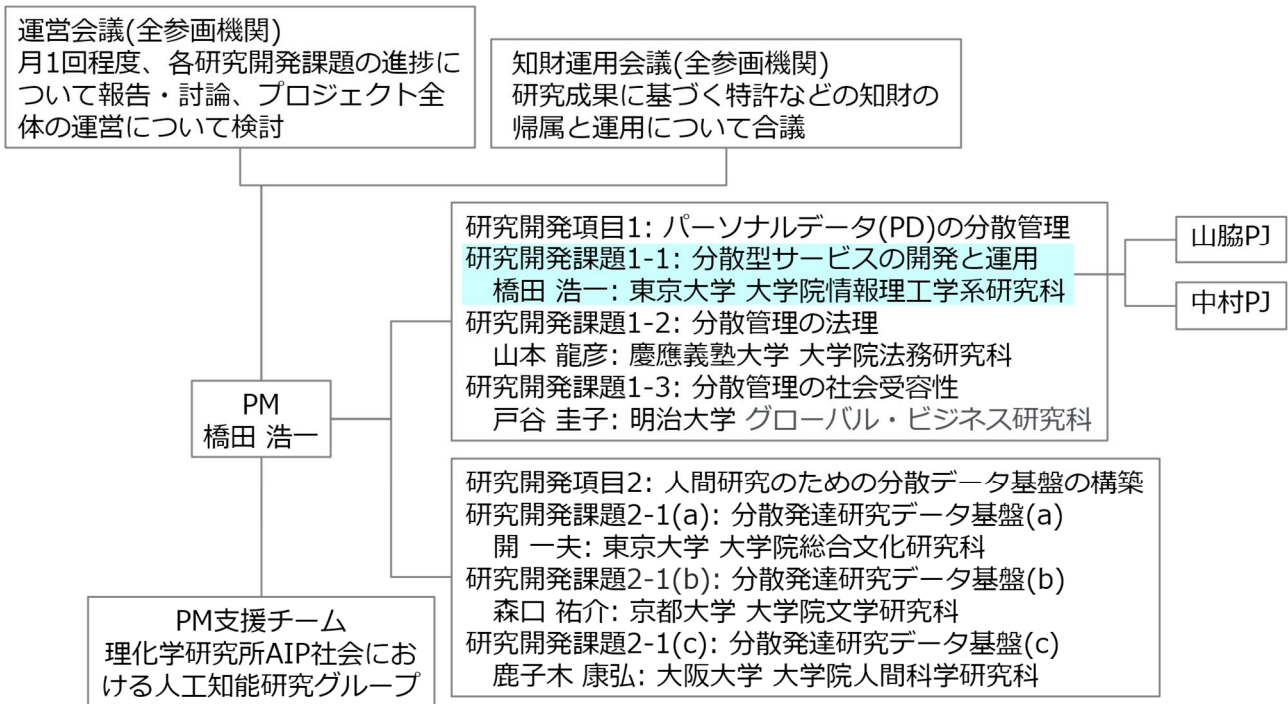 運営会議(全参画機関)
月1回程度、各研究開発課題の進捗に
ついて報告・討論、プロジェクト全
体の運営について検討
知財運用会議(全参画機関)
研究成果に基づく特許などの知財の
帰属と運用について合議
研究開発項目1: パーソナルデータ(PD)の分散管理
研究開発課題1-1: 分散型サービスの開発と運用
橋田 浩一: 東京大学 大学院情報理工学系研究科
研究開発課題1-2: 分散管理の法理
山本 龍彦: 慶應義塾大学 大学院法務研究科
研究開発課題1-3: 分散管理の社会受容性
戸谷 圭子: 明治大学 グローバル・ビジネス研究科
山脇PJ
中村PJ
PM
橋田 浩一
研究開発項目2: 人間研究のための分散データ基盤の構築
研究開発課題2-1(a): 分散発達研究データ基盤(a)
開 一夫: 東京大学 大学院総合文化研究科
研究開発課題2-1(b): 分散発達研究データ基盤(b)
森口 祐介: 京都大学 大学院文学研究科
研究開発課題2-1(c): 分散発達研究データ基盤(c)
鹿子木 康弘: 大阪大学 大学院人間科学研究科
PM支援チーム
理化学研究所AIP社会にお
ける人工知能研究グループ